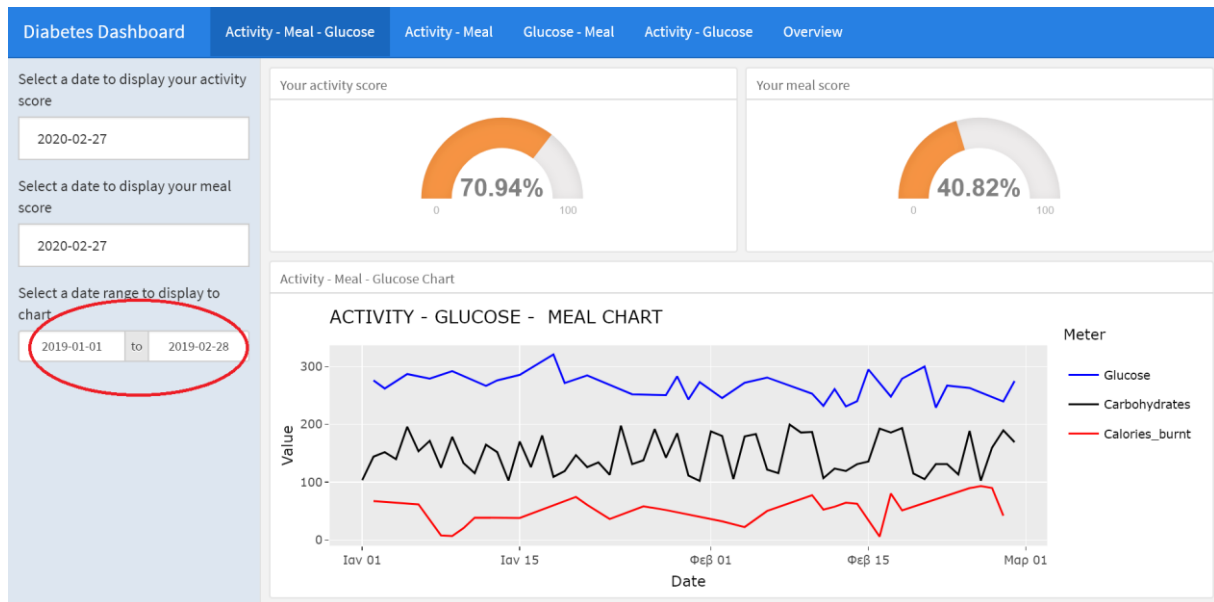 Diabetes Dashboard
Activity - Meal - Glucose
Activity - Meal
Glucose - Meal
Activity - Glucose
Overview
Select a date to display your activity
score
2020-02-27
Select a date to display your meal
score
2020-02-27
Select a date range to display to
chart
2019-01-01 to 2019-02-28
Your activity score
70.94%
0 100
Your meal score
40.82%
0 100
Activity - Meal - Glucose Chart
ACTIVITY - GLUCOSE - MEAL CHART
Value
300
200
100
0
Ιαν 01 Ιαν 15 Φεβ 01 Φεβ 15 Μαρ 01
Date
Meter
Glucose
Carbohydrates
Calories_burnt